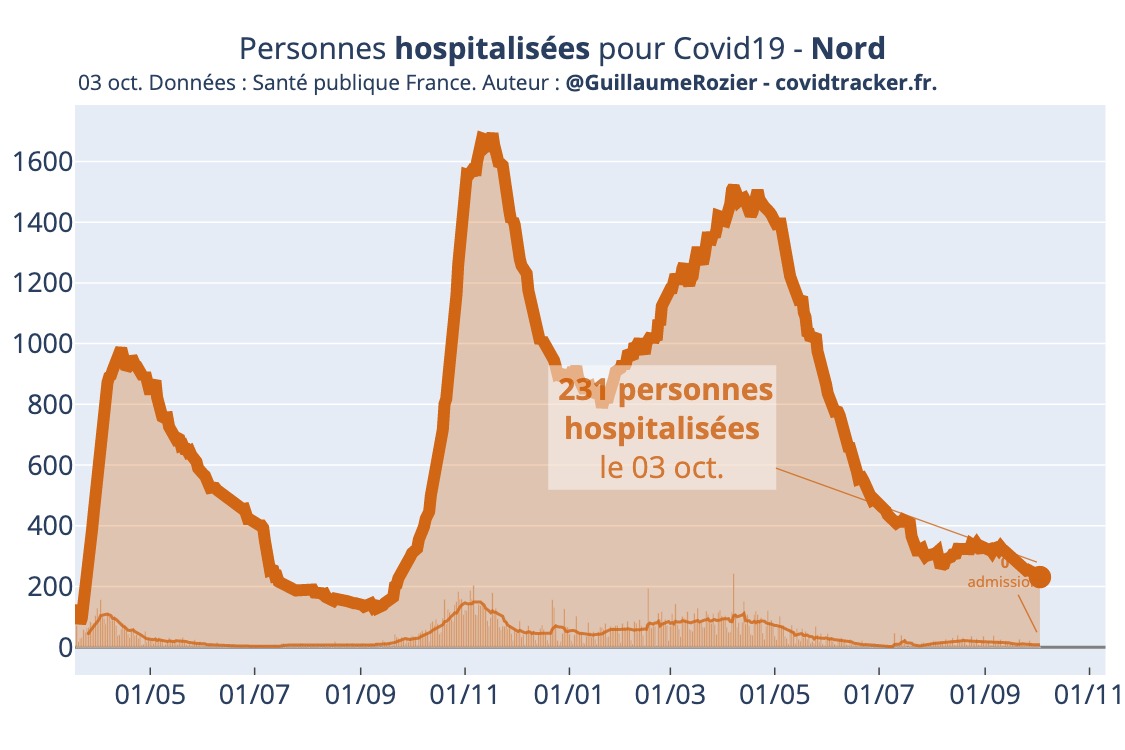 Personnes hospitalisées pour Covid19 - Nord
03 oct. Données : Santé publique France. Auteur : @GuillaumeRozier - covidtracker.fr.
1600
1400
1200
1000
800
600
400
200
0
231 personnes
hospitalisées
le 03 oct.
0
admission
01/05 01/07 01/09 01/11 01/01 01/03 01/05 01/07 01/09 01/11